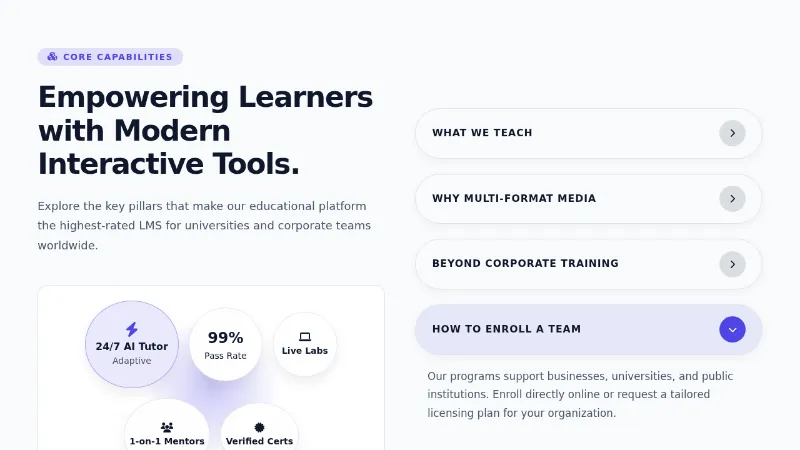 CORE CAPABILITIES
Empowering Learners
with Modern
Interactive Tools.
Explore the key pillars that make our educational platform
the highest-rated LMS for universities and corporate teams
worldwide.
24/7 AI Tutor
Adaptive
99%
Pass Rate
Live Labs
1-on-1 Mentors
Verified Certs
WHAT WE TEACH
WHY MULTI-FORMAT MEDIA
BEYOND CORPORATE TRAINING
HOW TO ENROLL A TEAM
Our programs support businesses, universities, and public
institutions. Enroll directly online or request a tailored
licensing plan for your organization.